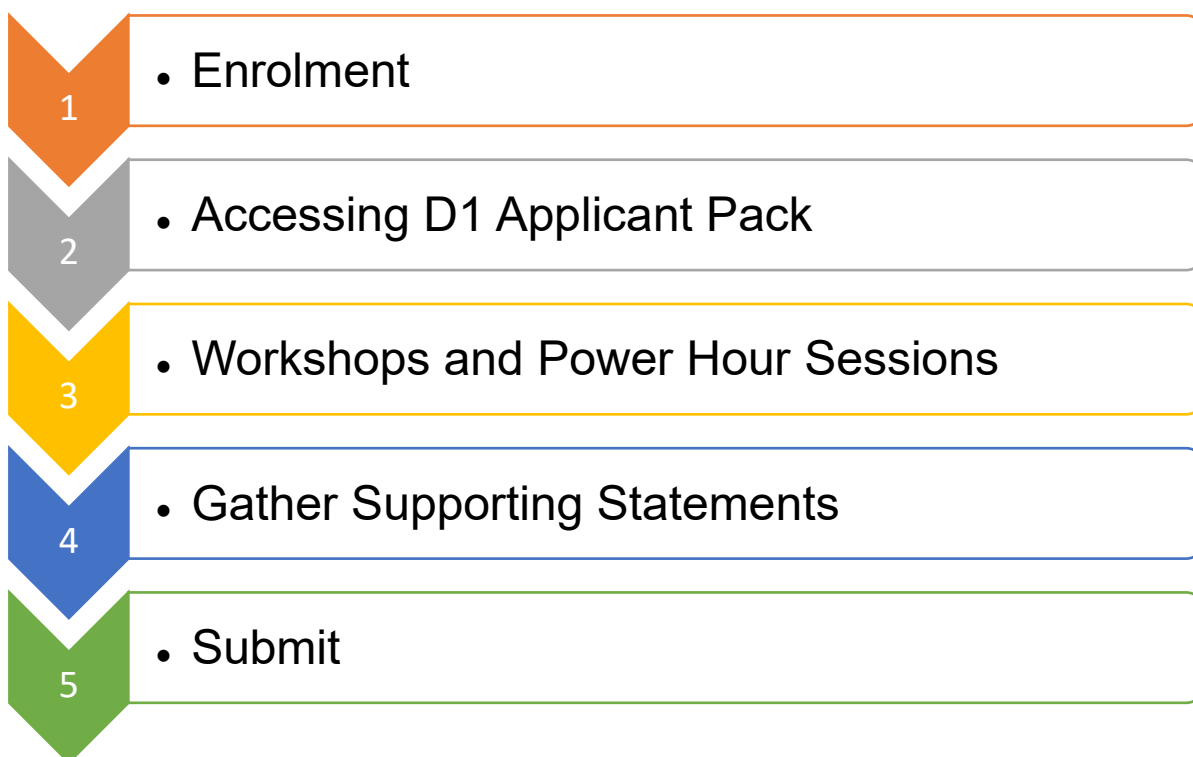 1
• Enrolment
2
• Accessing D1 Applicant Pack
3
• Workshops and Power Hour Sessions
4
• Gather Supporting Statements
5
• Submit